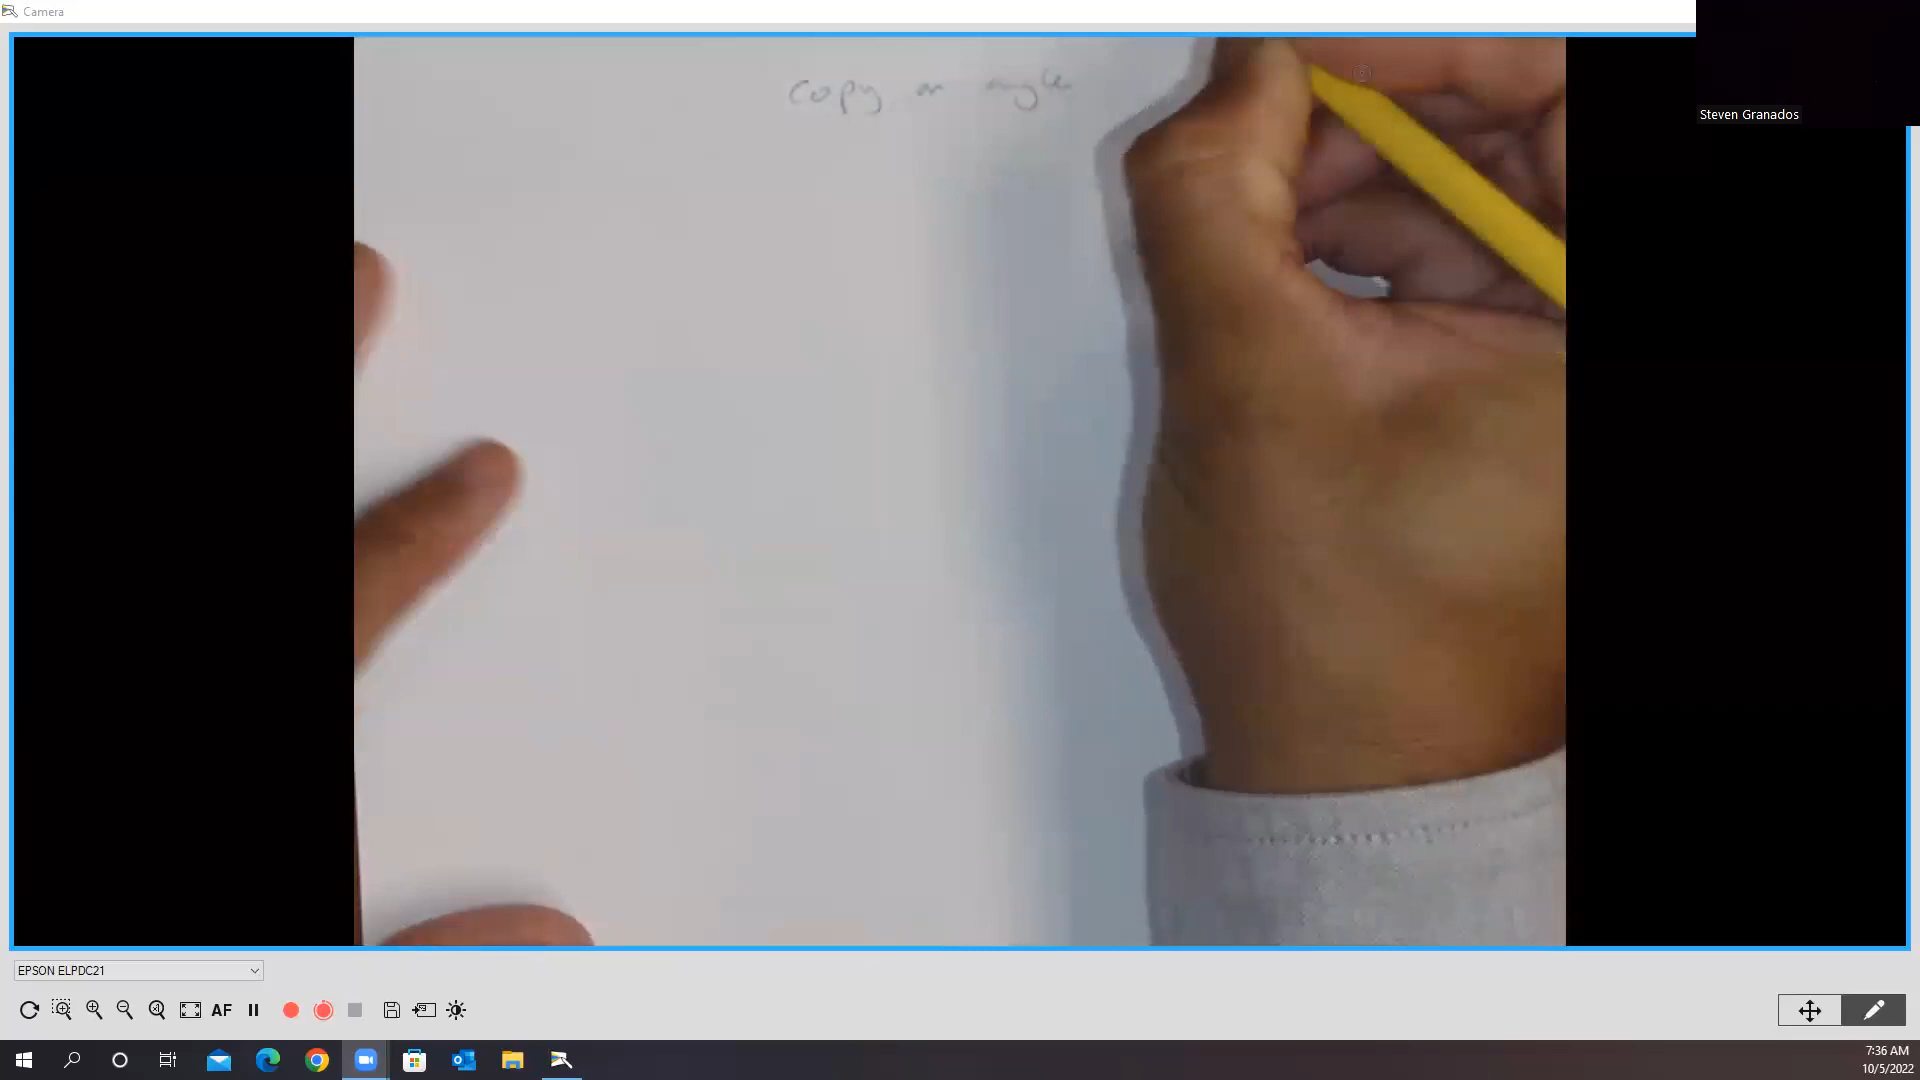 Camera
Copy an angle
Steven Granados
EPSON ELPDC21
AF
7:36 AM
10/5/2022